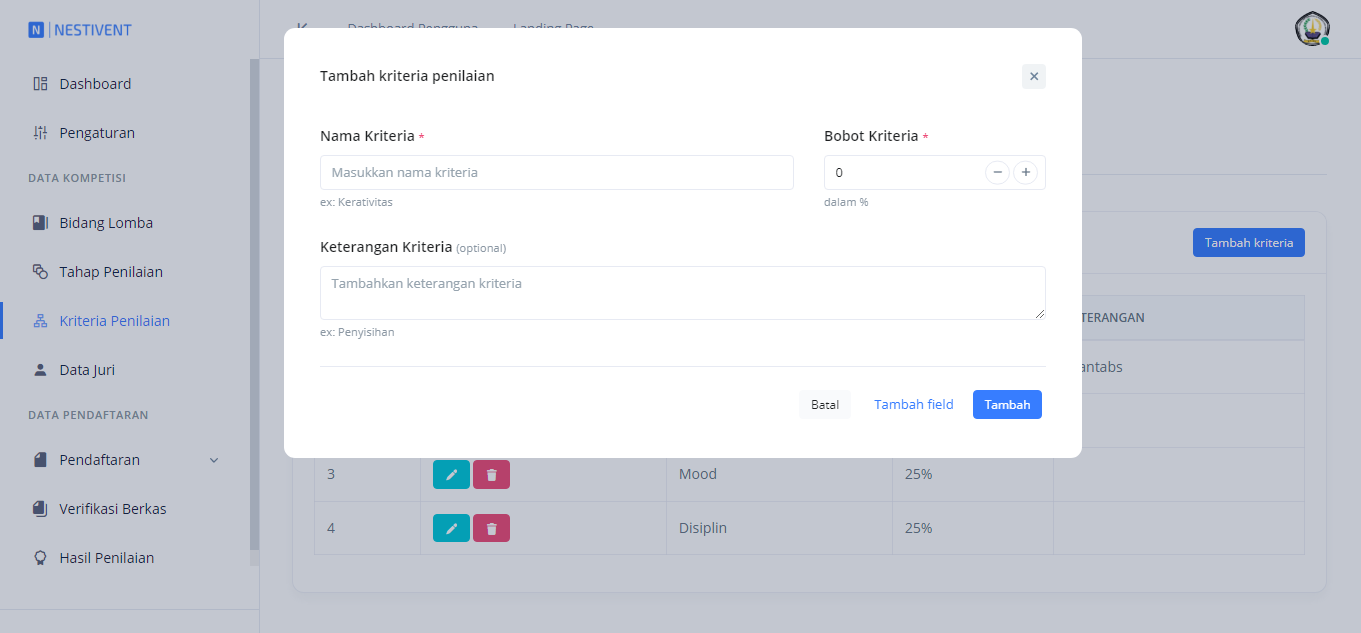 N | NESTIVENT
Dashboard
Pengaturan
DATA KOMPETISI
Bidang Lomba
Tahap Penilaian
Kriteria Penilaian
Data Juri
DATA PENDAFTARAN
Pendaftaran
Verifikasi Berkas
Hasil Penilaian
Dashboard Pengguna Landing Page
Tambah kriteria penilaian
Nama Kriteria * Bobot Kriteria *
Masukkan nama kriteria 0
ex: Kerativitas dalam %
Keterangan Kriteria (optional)
Tambahkan keterangan kriteria
ex: Penyisihan
Batal Tambah field Tambah
Tambah kriteria
TERANGAN
antabs
3 Mood 25%
4 Disiplin 25%